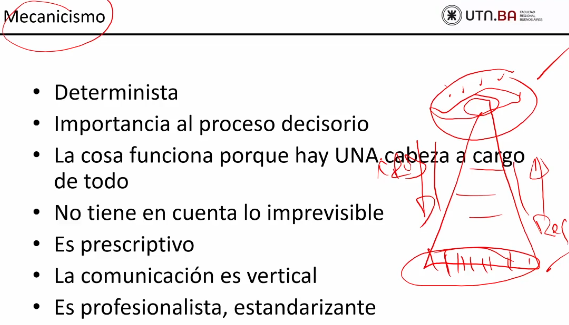 Mecanicismo
UTN.BA
FACULTAD
REGIONAL
BUENOS AIRES
• Determinista
• Importancia al proceso decisorio
• La cosa funciona porque hay UNA cabeza a cargo
de todo
• No tiene en cuenta lo imprevisible
• Es prescriptivo
• La comunicación es vertical
• Es profesionalista, estandarizante